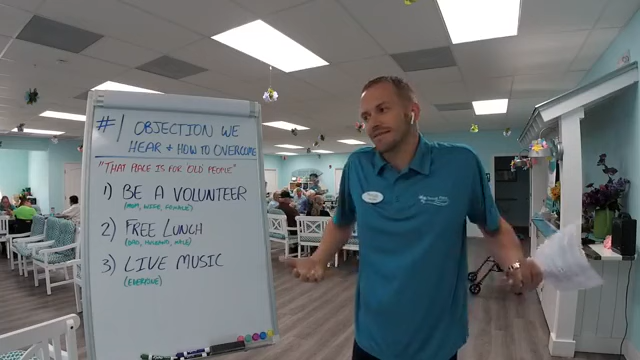 #1 OBJECTION WE
HEAR + HOW TO OVERCOME
"THAT PLACE IS FOR OLD PEOPLE"
1) BE A VOLUNTEER
(MOM, WIFE, FEMALE)
2) FREE LUNCH
(DAD, HUSBAND, MALE)
3) LIVE MUSIC
(EVERYONE)